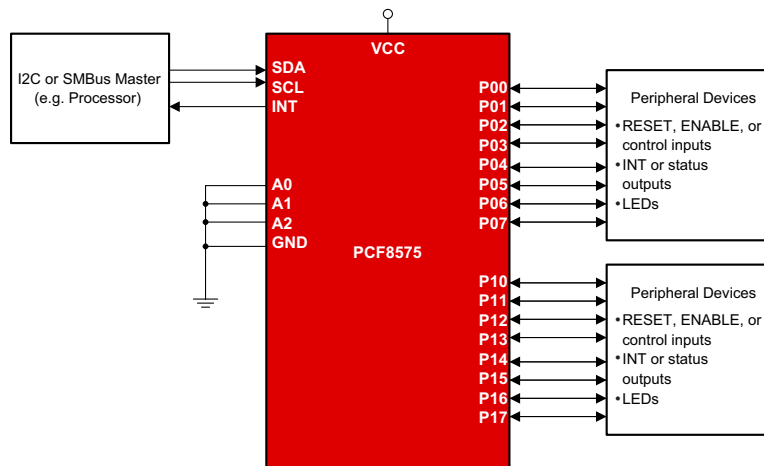 VCC
I2C or SMBus Master
(e.g. Processor)
SDA
SCL
INT
A0
A1
A2
GND
PCF8575
P00
P01
P02
P03
P04
P05
P06
P07
P10
P11
P12
P13
P14
P15
P16
P17
Peripheral Devices
•RESET, ENABLE, or
control inputs
•INT or status
outputs
•LEDs
Peripheral Devices
•RESET, ENABLE, or
control inputs
•INT or status
outputs
•LEDs